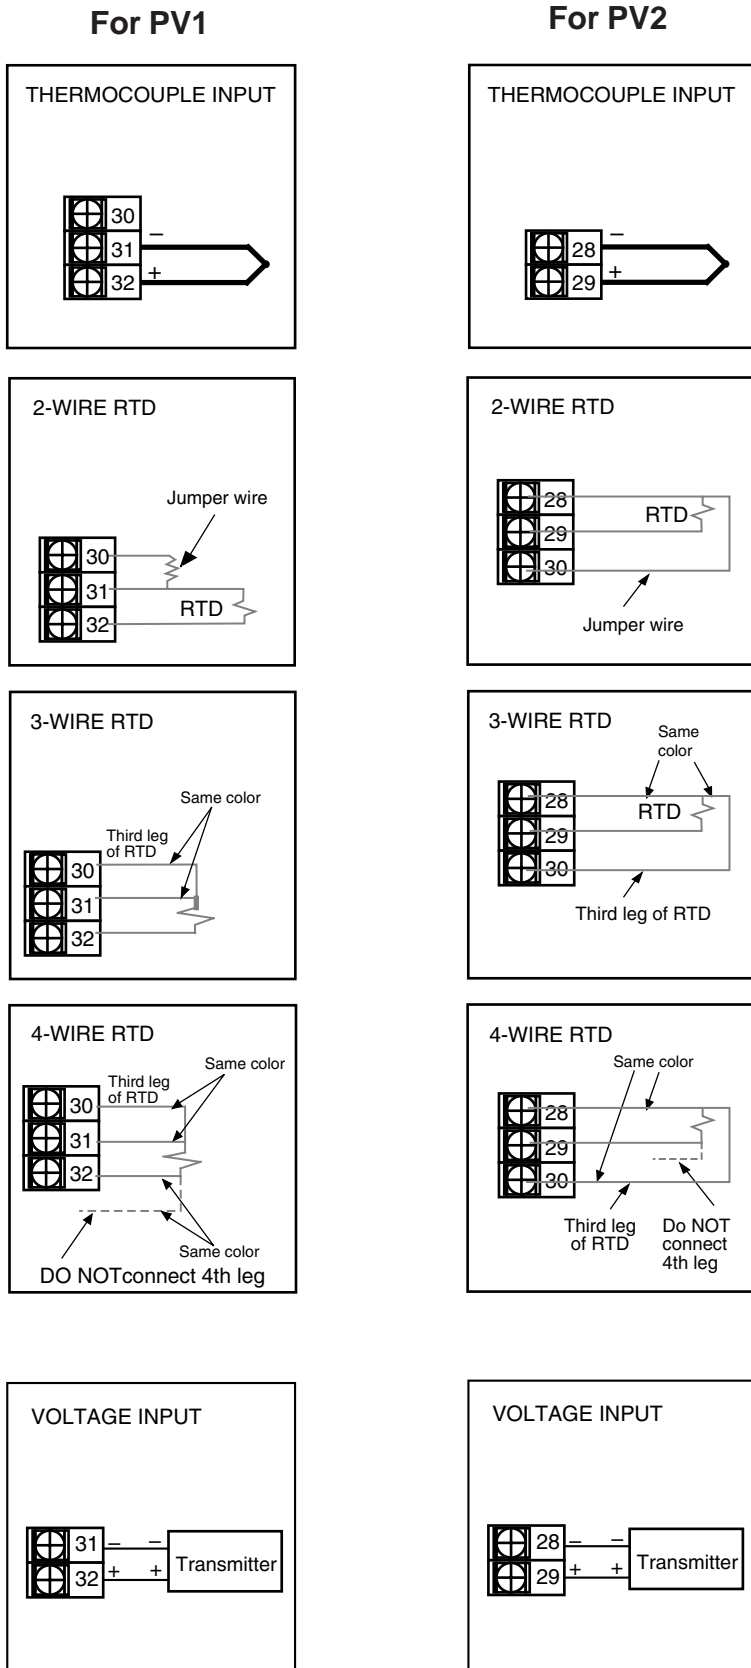 For PV1
THERMOCOUPLE INPUT
30
31 −
32 +
2-WIRE RTD
Jumper wire
30
31
RTD
32
3-WIRE RTD
Same color
Third leg
of RTD
30
31
32
4-WIRE RTD
Same color
Third leg
of RTD
30
31
32
Same color
DO NOTconnect 4th leg
VOLTAGE INPUT
31 − −
32 + +
Transmitter
For PV2
THERMOCOUPLE INPUT
28 −
29 +
2-WIRE RTD
28
RTD
29
30
Jumper wire
3-WIRE RTD
Same
color
28
RTD
29
30
Third leg of RTD
4-WIRE RTD
Same color
28
29
30
Third leg
of RTD
Do NOT
connect
4th leg
VOLTAGE INPUT
28 − −
29 + +
Transmitter